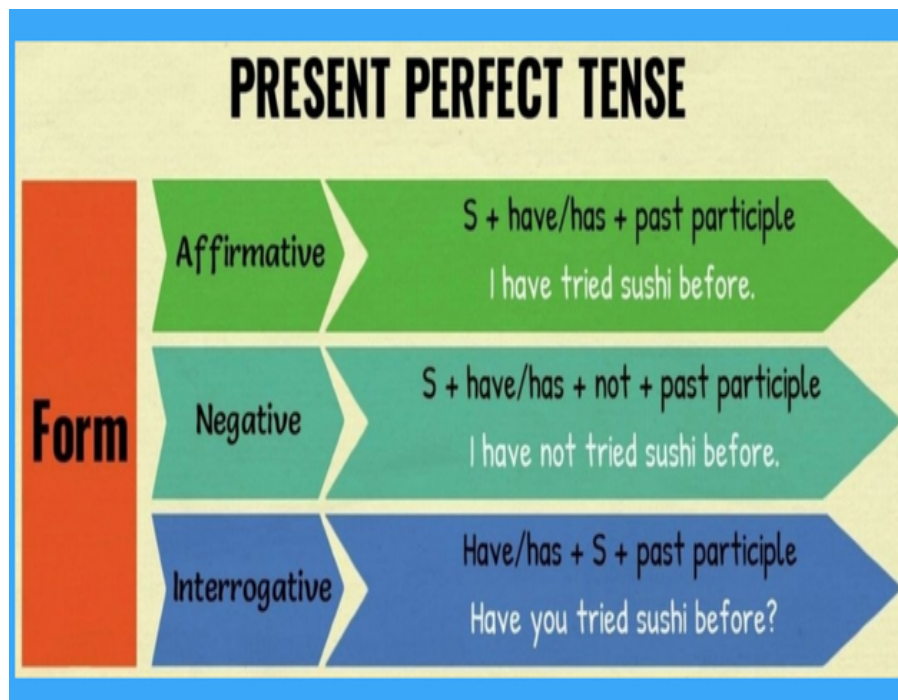 PRESENT PERFECT TENSE
Form
Affirmative
S + have/has + past participle
I have tried sushi before.
Negative
S + have/has + not + past participle
I have not tried sushi before.
Interrogative
Have/has + S + past participle
Have you tried sushi before?